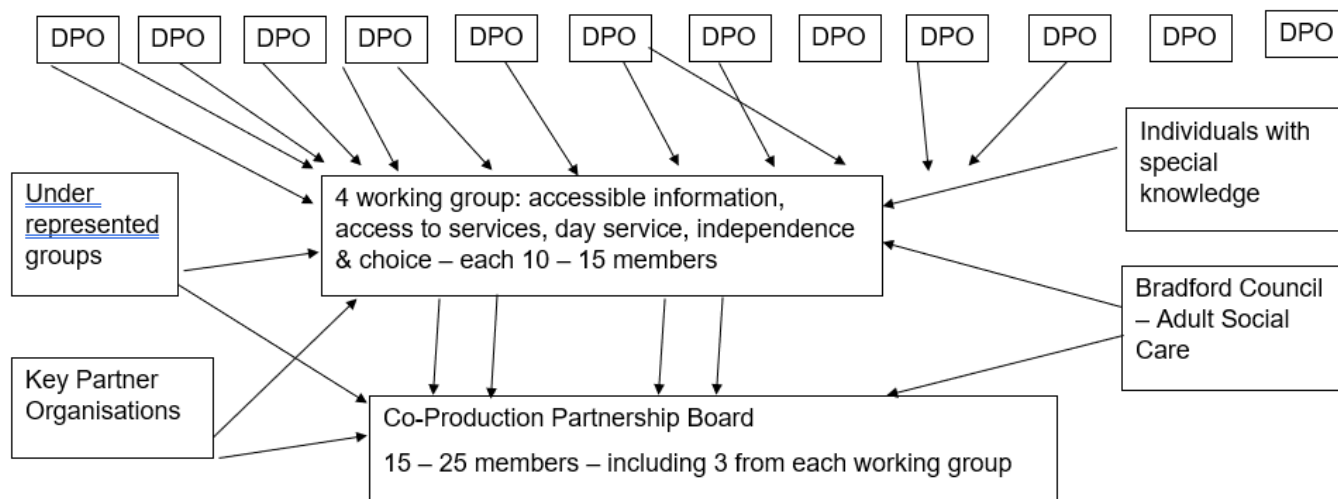 DPO
DPO
DPO
DPO
DPO
DPO
DPO
DPO
DPO
DPO
DPO
DPO
Individuals with
special
knowledge
Under
represented
groups
4 working group: accessible information,
access to services, day service, independence
& choice – each 10 – 15 members
Bradford Council
– Adult Social
Care
Key Partner
Organisations
Co-Production Partnership Board
15 – 25 members – including 3 from each working group